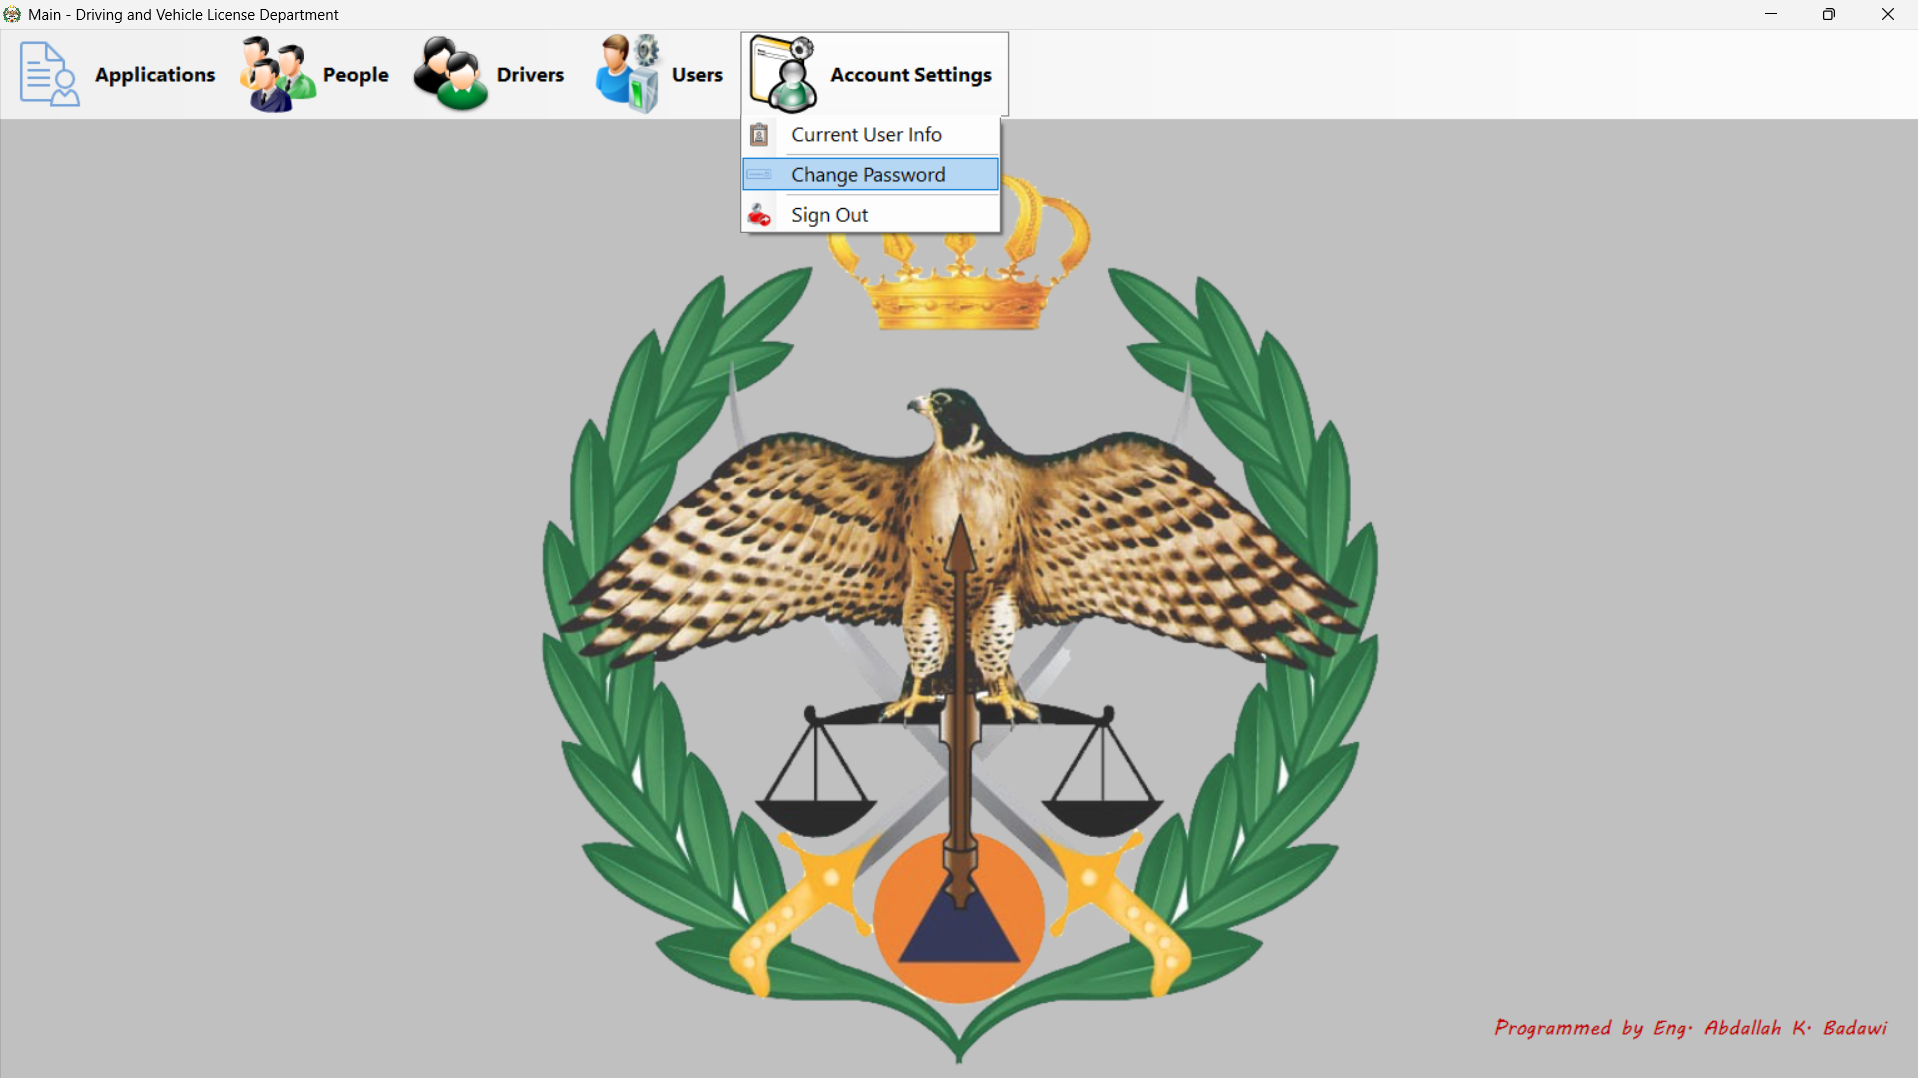 Main - Driving and Vehicle License Department
Applications
People
Drivers
Users
Account Settings
Current User Info
Change Password
Sign Out
Programmed by Eng. Abdallah K. Badawi